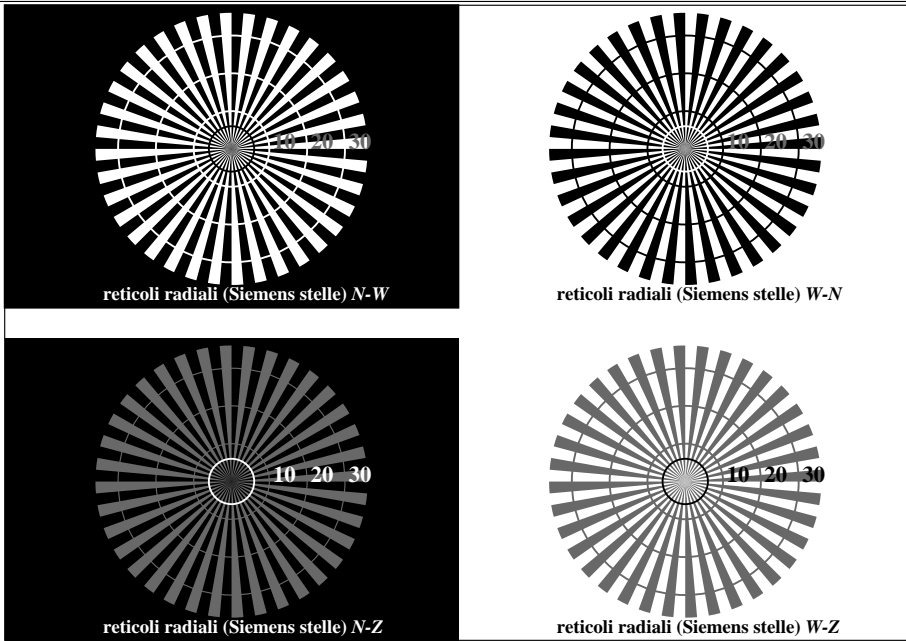 10 20 30
reticoli radiali (Siemens stelle) N-W
10 20 30
reticoli radiali (Siemens stelle) W-N
10 20 30
reticoli radiali (Siemens stelle) N-Z
10 20 30
reticoli radiali (Siemens stelle) W-Z